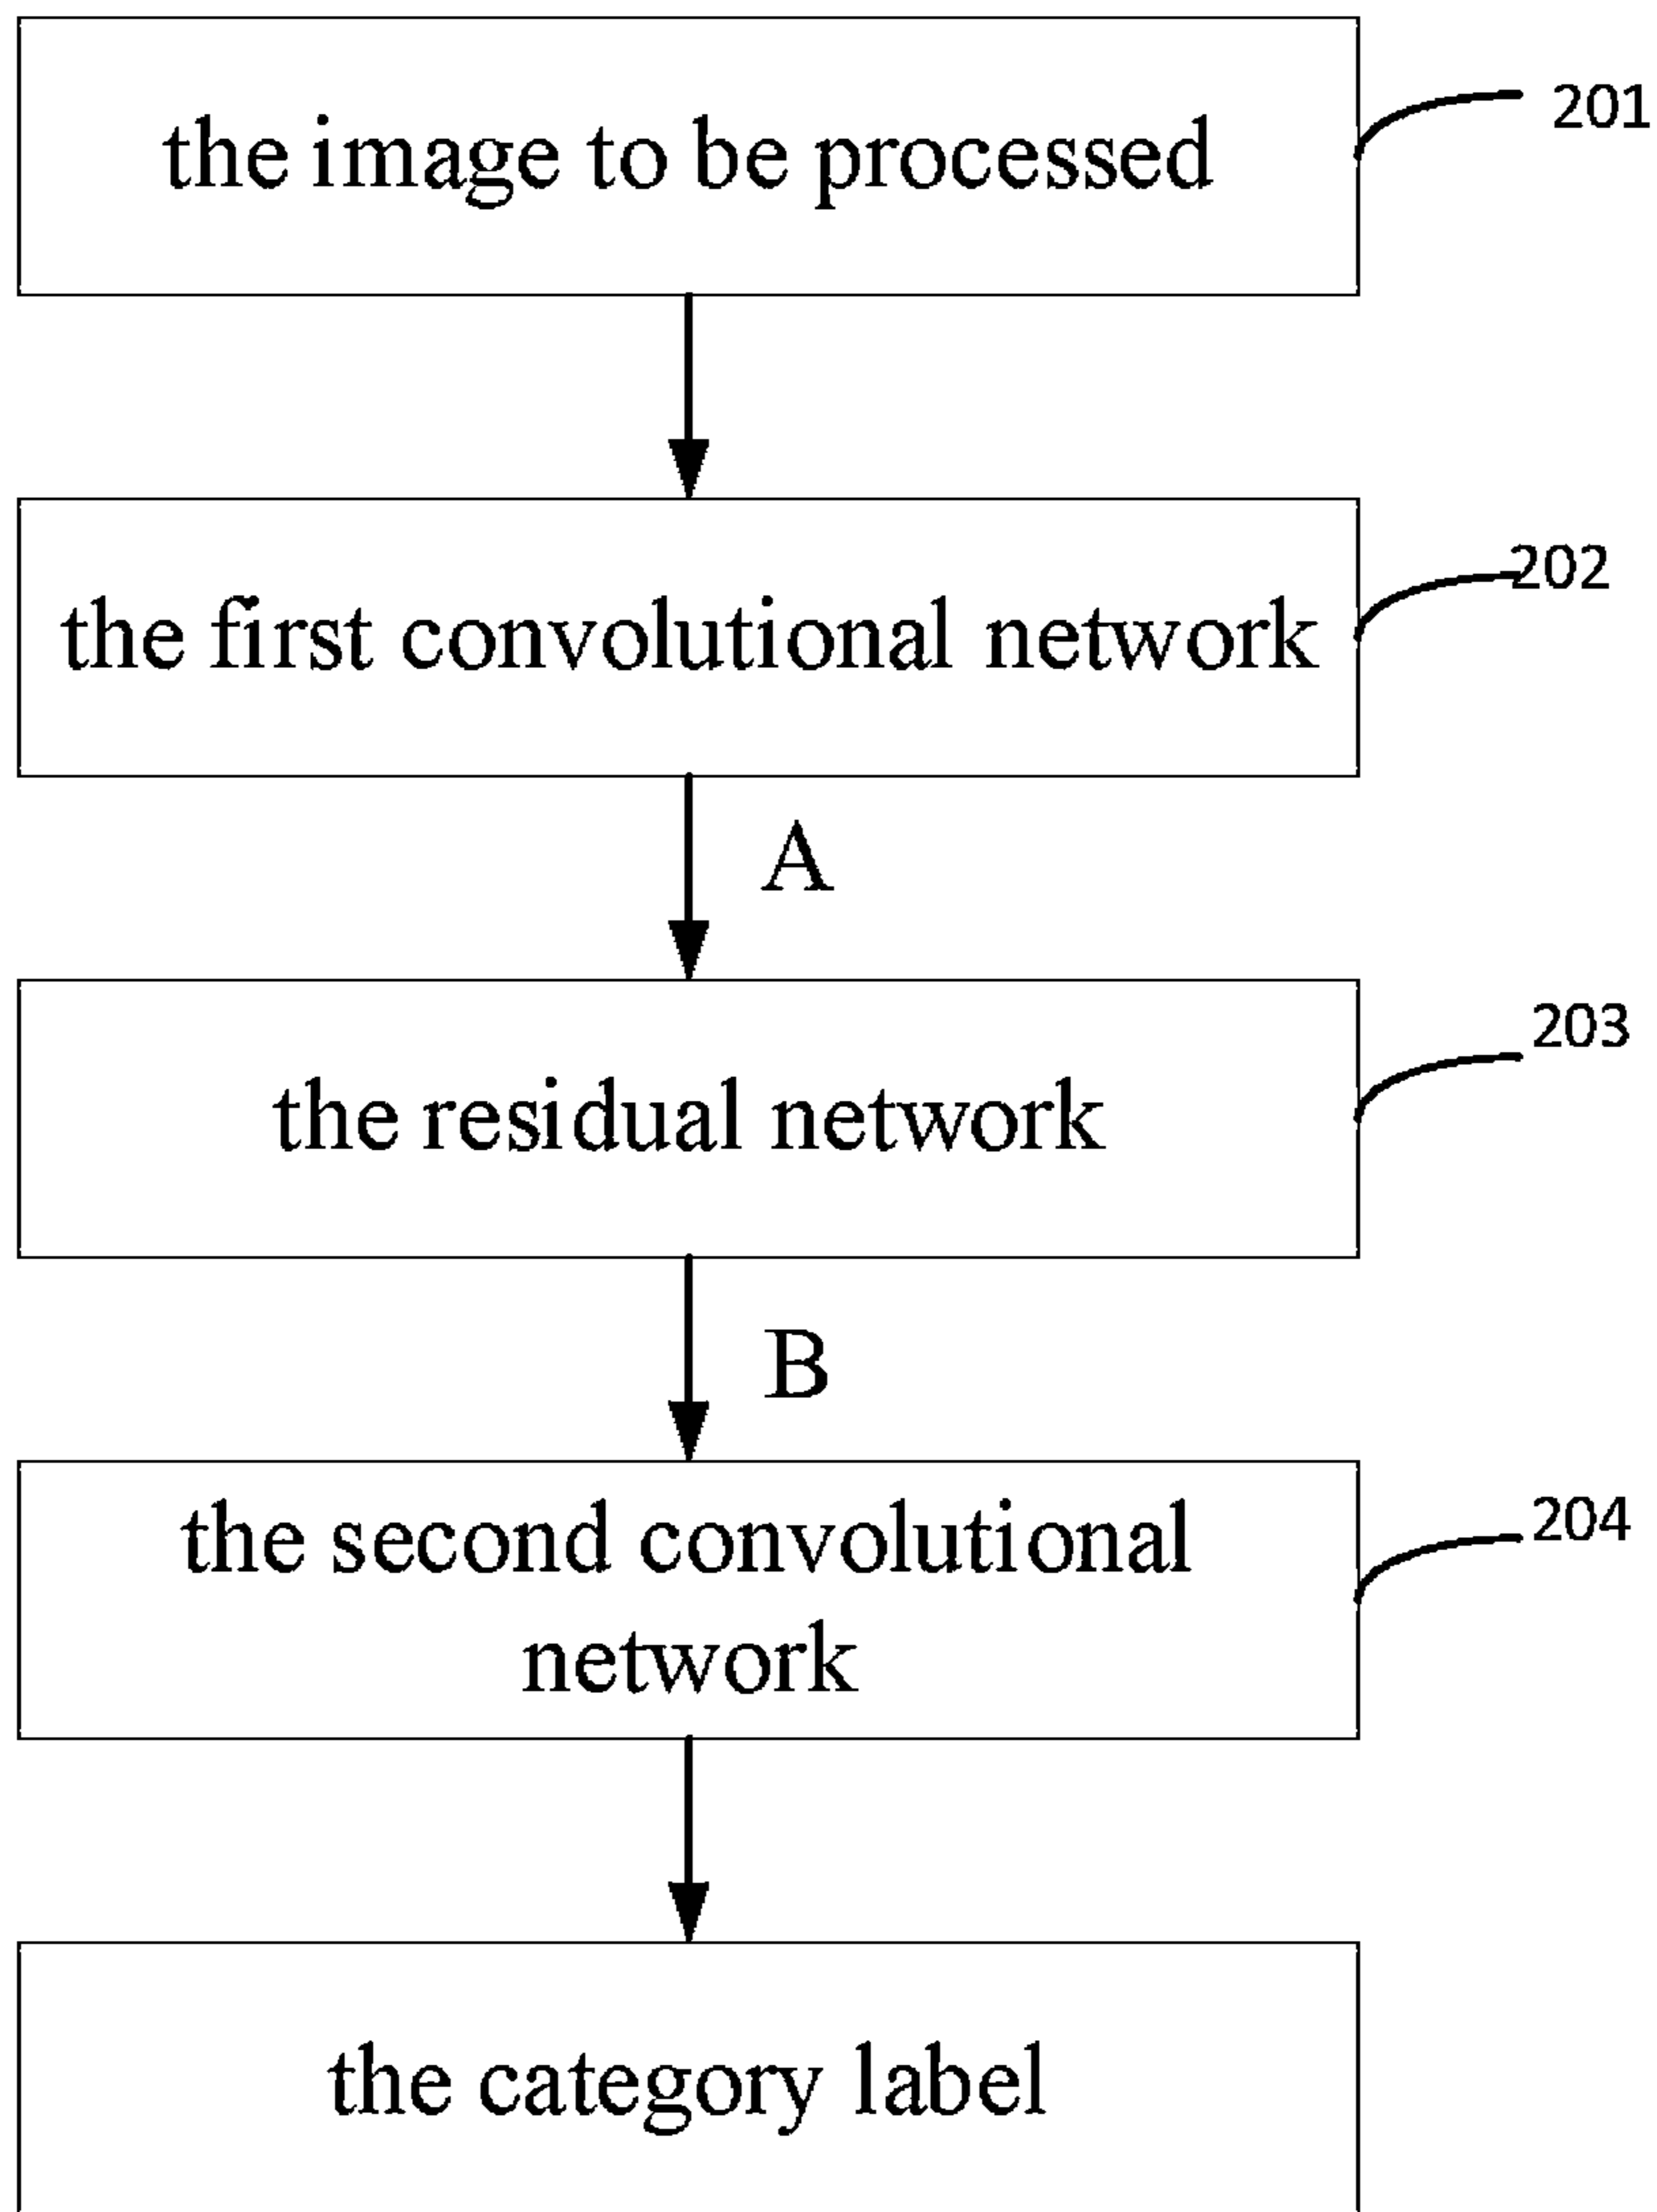 the image to be processed
201
the first convolutional network
202
A
the residual network
203
B
the second convolutional
network
204
the category label